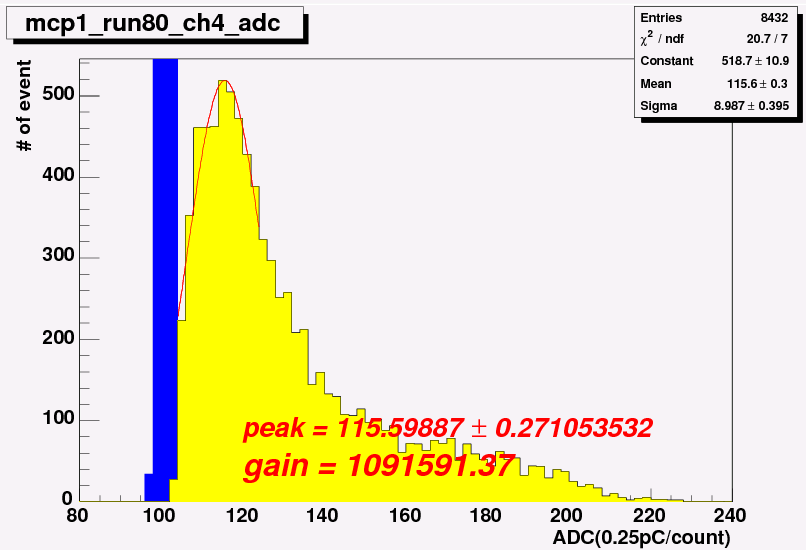 mcp1_run80_ch4_adc
Entries 8432
χ² / ndf 20.7 / 7
Constant 518.7 ± 10.9
Mean 115.6 ± 0.3
Sigma 8.987 ± 0.395
# of event
500
400
300
200
100
0
peak = 115.59887 ± 0.271053532
gain = 1091591.37
80 100 120 140 160 180 200 220 240
ADC(0.25pC/count)